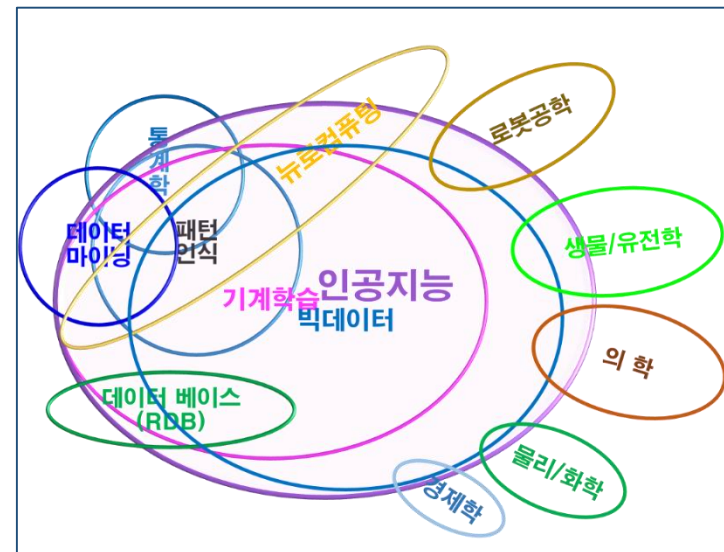 통계학
뉴로컴퓨팅
로봇공학
데이터
마이닝
패턴
인식
생물/유전학
인공지능
기계학습
빅데이터
의 학
데이터 베이스
(RDB)
물리/화학
경제학